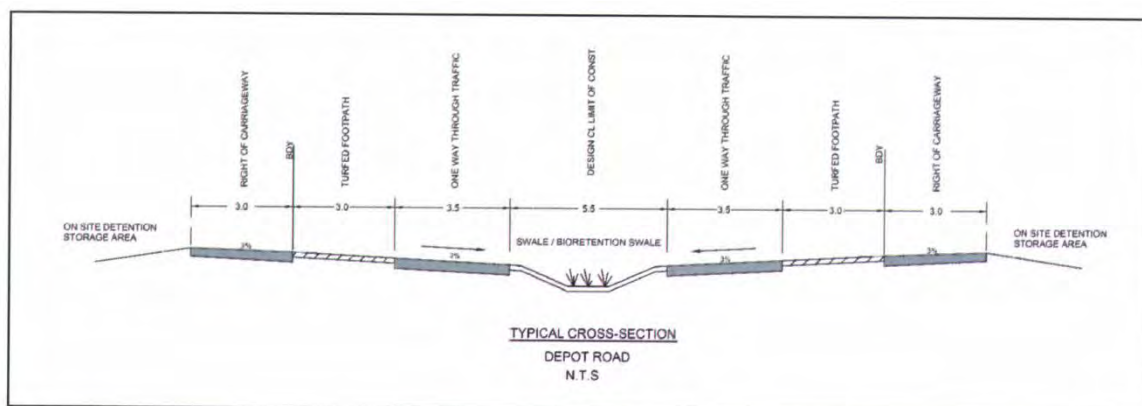 RIGHT OF CARRIAGEWAY
BDY
TURFED FOOTPATH
ONE WAY THROUGH TRAFFIC
DESIGN CL LIMIT OF CONST.
ONE WAY THROUGH TRAFFIC
TURFED FOOTPATH
BDY
RIGHT OF CARRIAGEWAY
3.0
3.0
3.5
5.5
3.5
3.0
3.0
ON SITE DETENTION
STORAGE AREA
SWALE / BIORETENTION SWALE
ON SITE DETENTION
STORAGE AREA
3%
3%
TYPICAL CROSS-SECTION
DEPOT ROAD
N.T.S